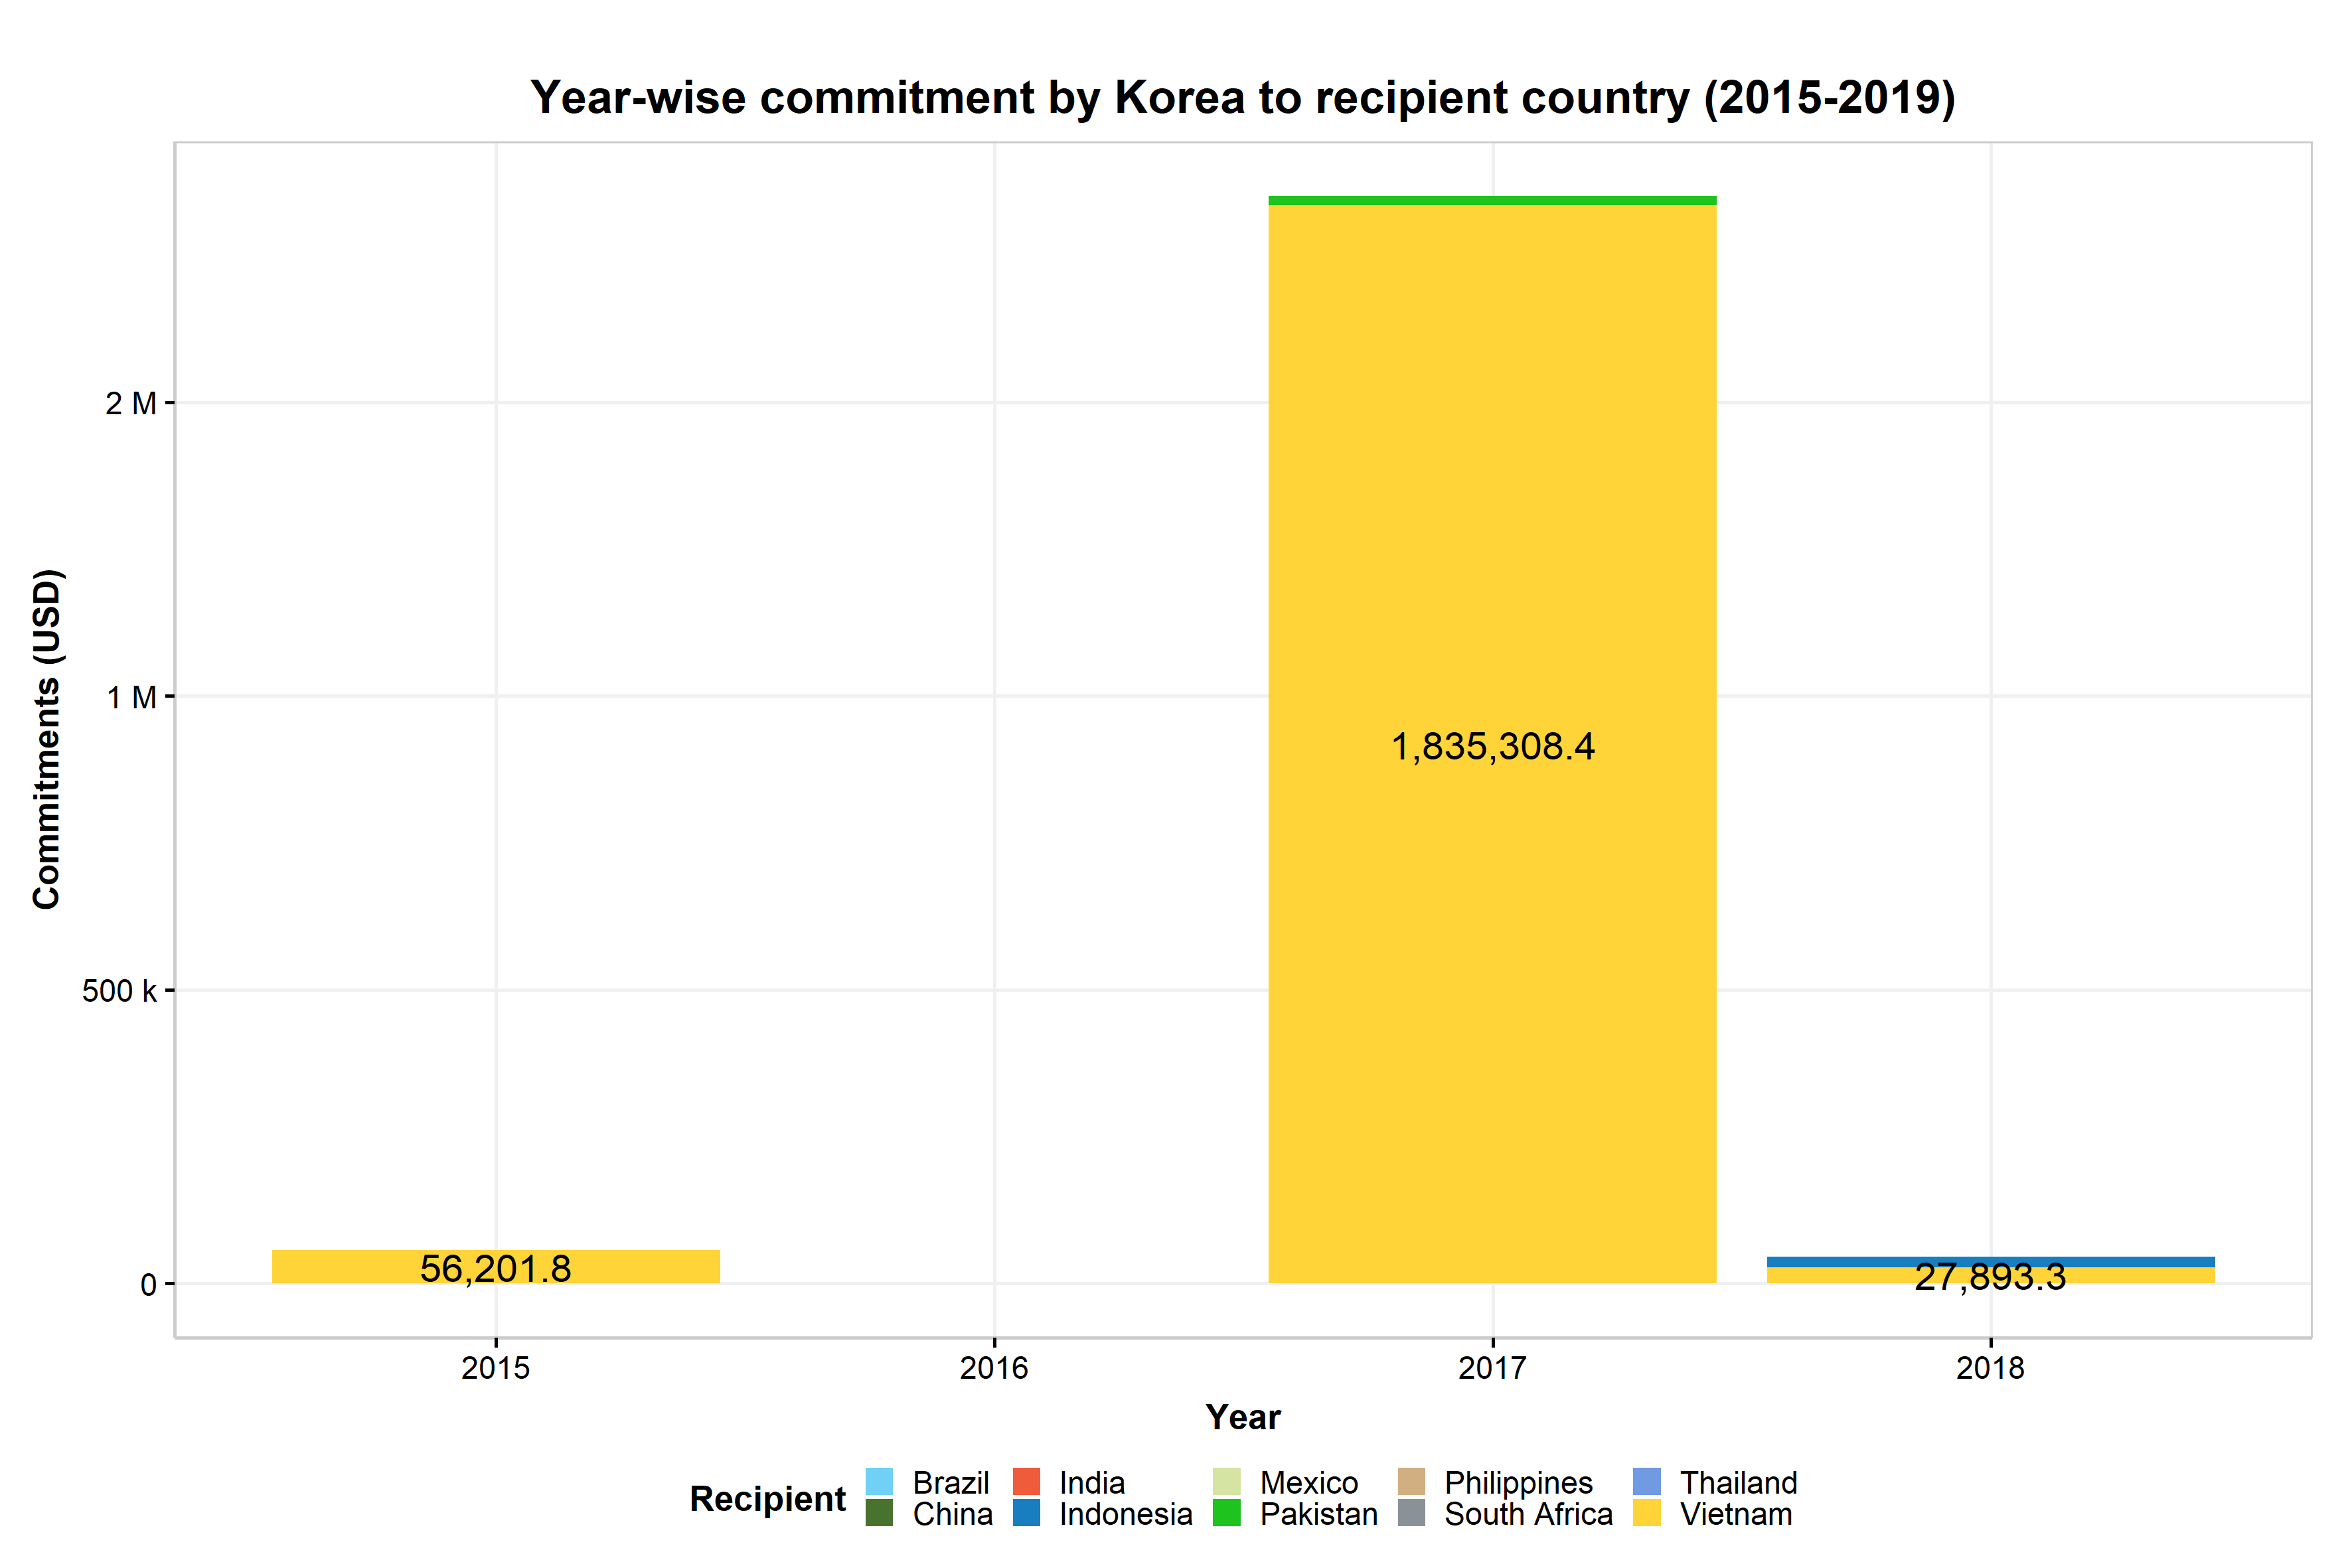 Year-wise commitment by Korea to recipient country (2015-2019)
Commitments (USD)
2 M
1 M
500 k
0
1,835,308.4
56,201.8
27,893.3
2015
2016
2017
2018
Year
Recipient
Brazil
India
Mexico
Philippines
Thailand
China
Indonesia
Pakistan
South Africa
Vietnam